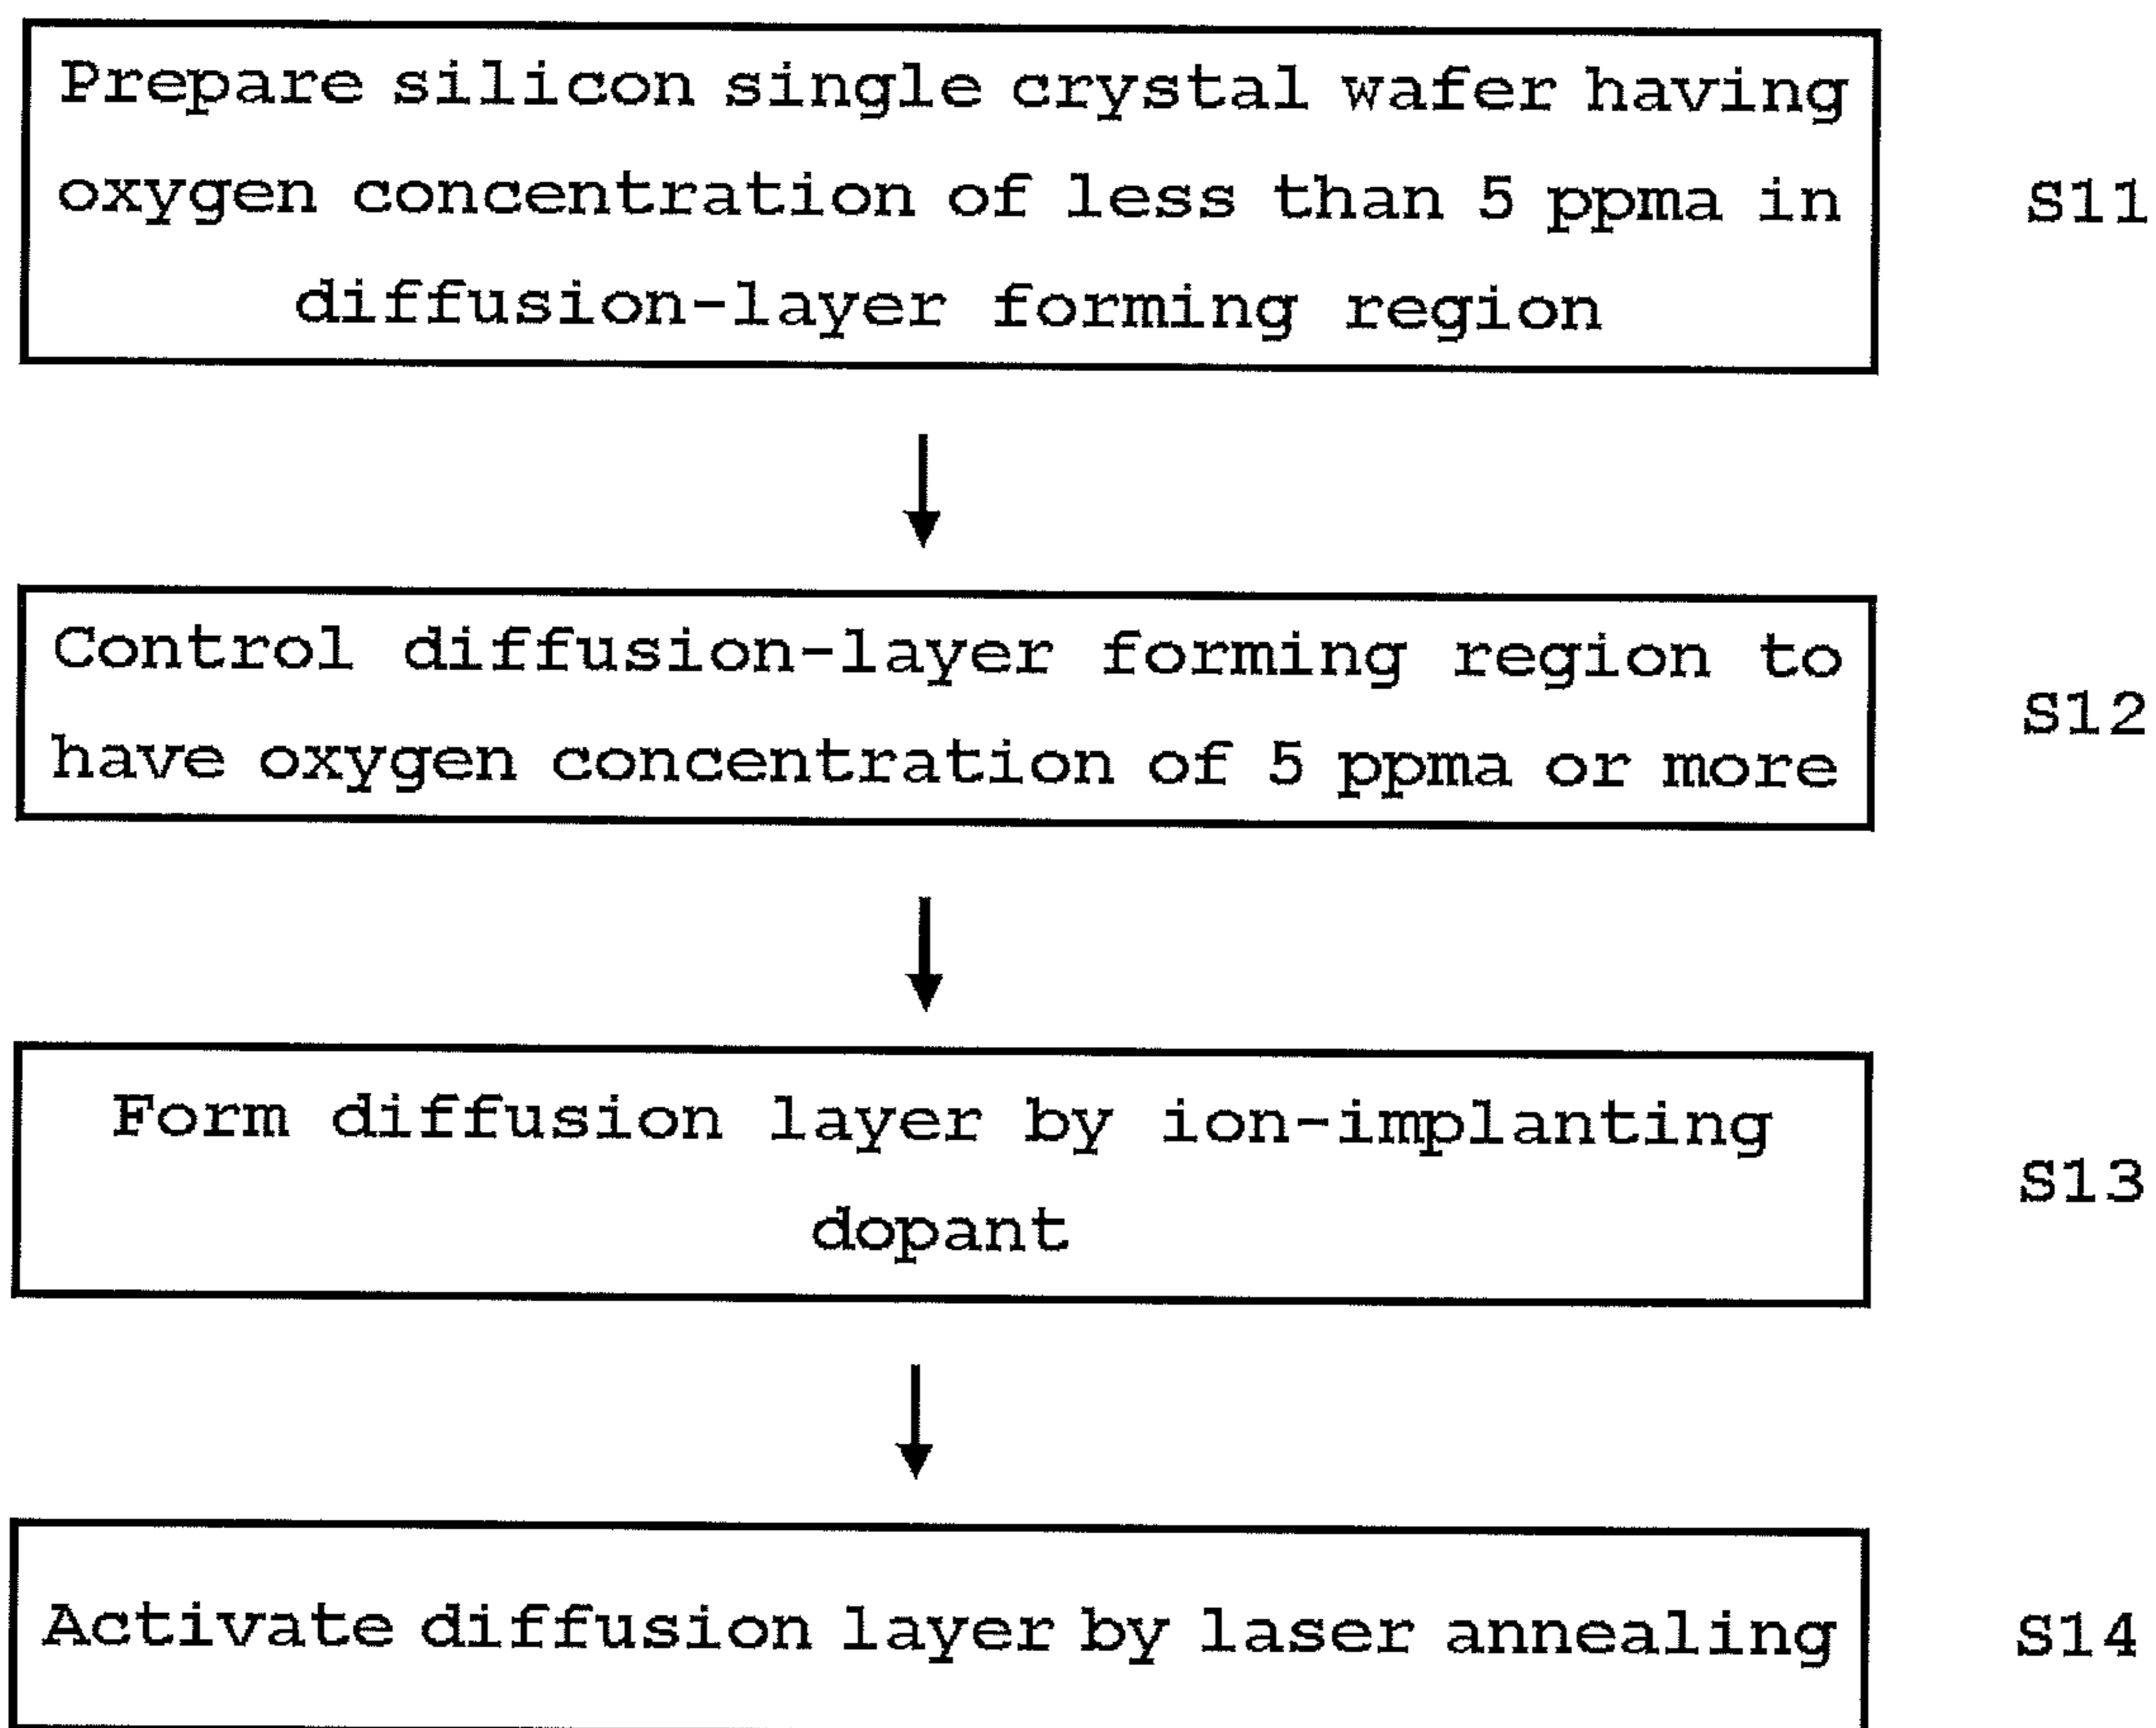 Prepare silicon single crystal wafer having
oxygen concentration of less than 5 ppma in
diffusion-layer forming region
S11
Control diffusion-layer forming region to
have oxygen concentration of 5 ppma or more
S12
Form diffusion layer by ion-implanting
dopant
S13
Activate diffusion layer by laser annealing
S14